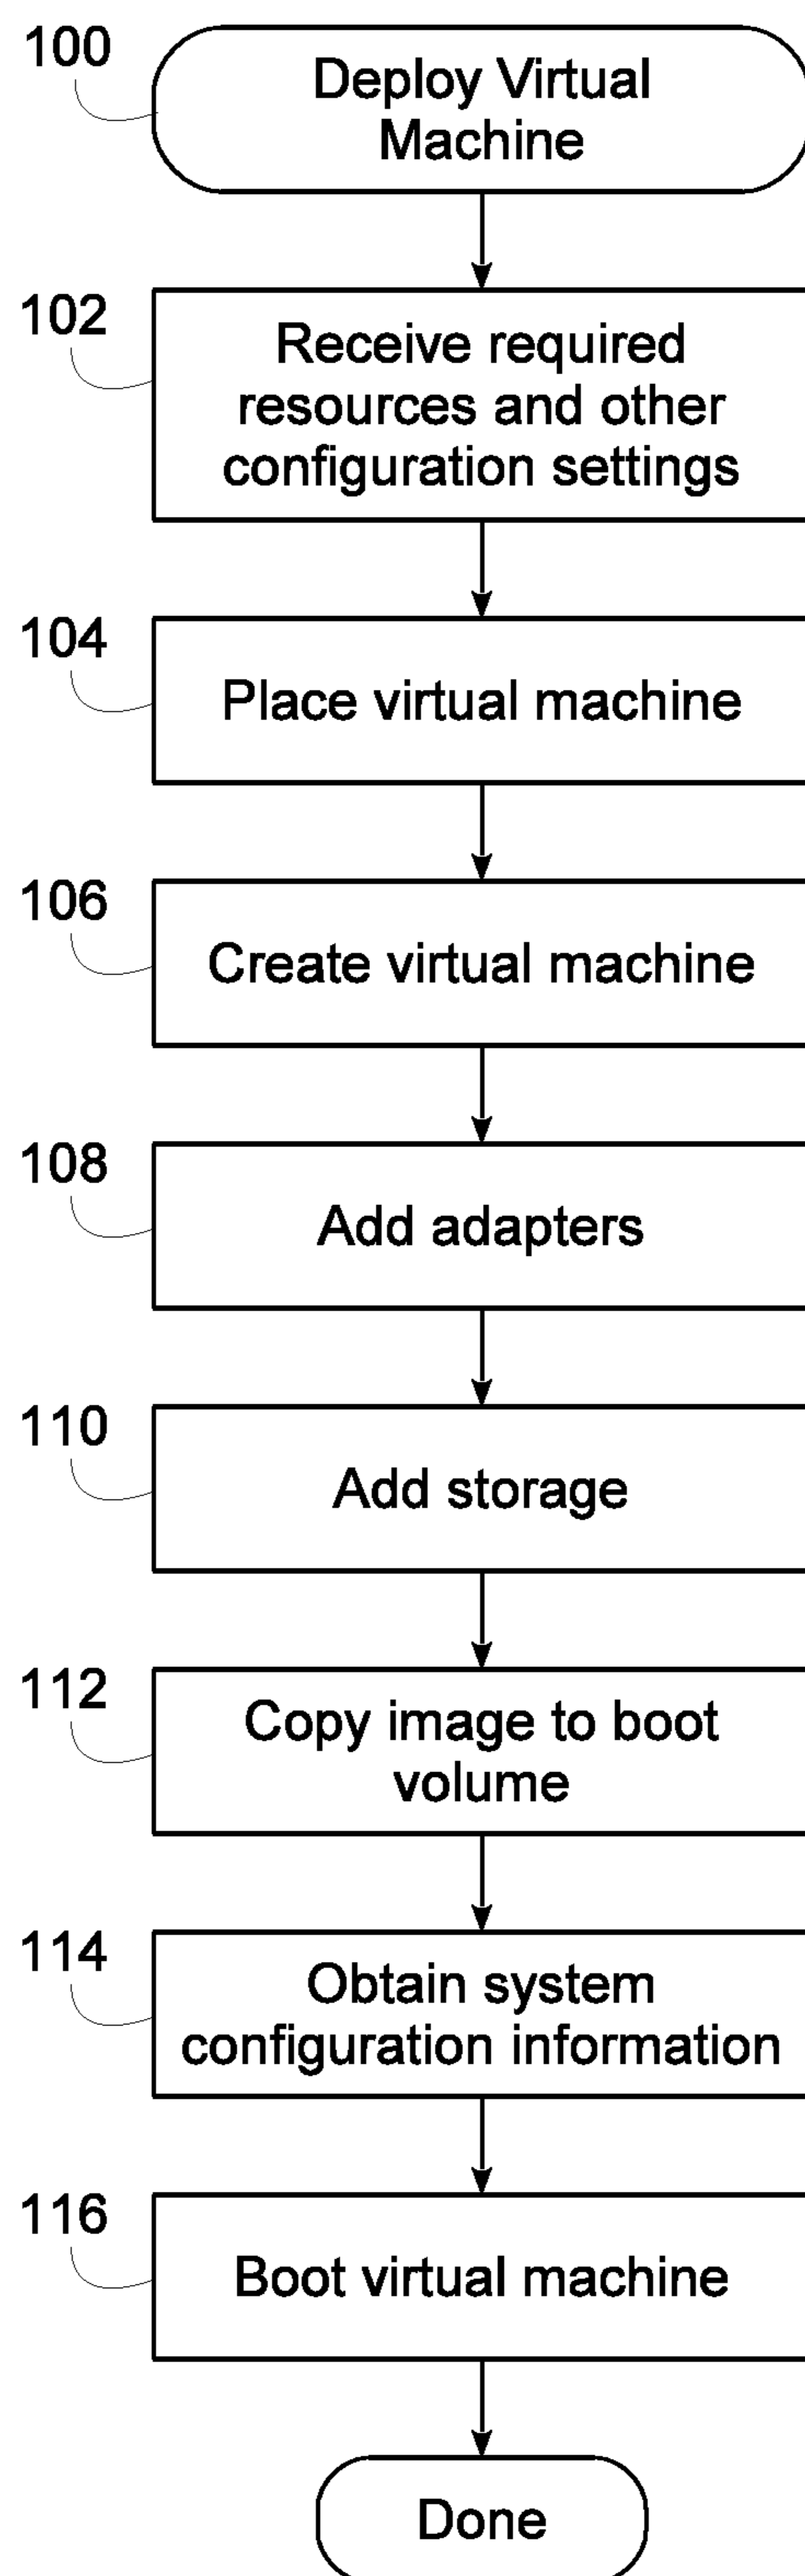 100
Deploy Virtual
Machine
102
Receive required
resources and other
configuration settings
104
Place virtual machine
106
Create virtual machine
108
Add adapters
110
Add storage
112
Copy image to boot
volume
114
Obtain system
configuration information
116
Boot virtual machine
Done